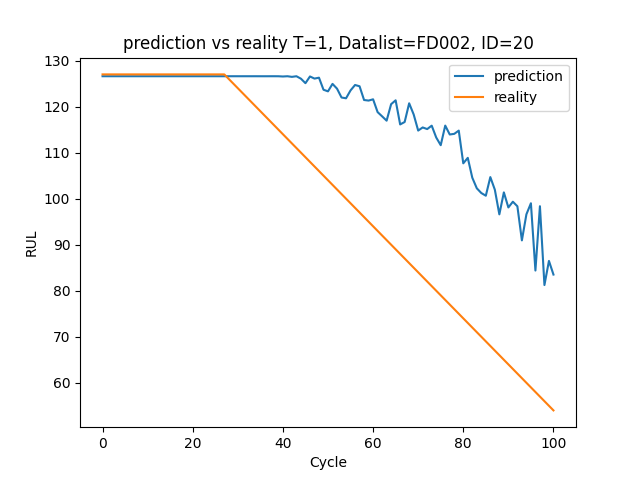 prediction vs reality T=1, Datalist=FD002, ID=20
prediction
reality
130
120
110
100
90
80
70
60
RUL
0 20 40 60 80 100
Cycle